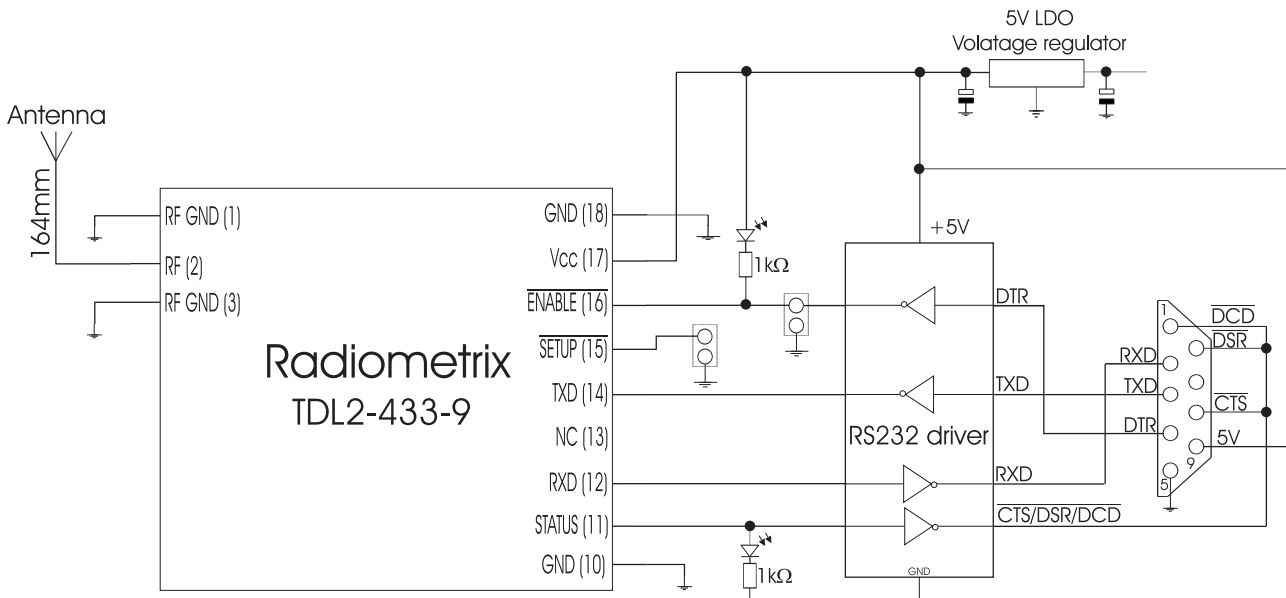 5V LDO
Volatage regulator
Antenna
164mm
RF GND (1)
RF (2)
RF GND (3)
Radiometrix
TDL2-433-9
GND (18)
Vcc (17)
ENABLE (16)
SETUP (15)
TXD (14)
NC (13)
RXD (12)
STATUS (11)
GND (10)
1kΩ
1kΩ
+5V
RS232 driver
GND
DTR
TXD
RXD
CTS/DSR/DCD
RXD
TXD
DTR
1
5
9
DCD
DSR
CTS
5V